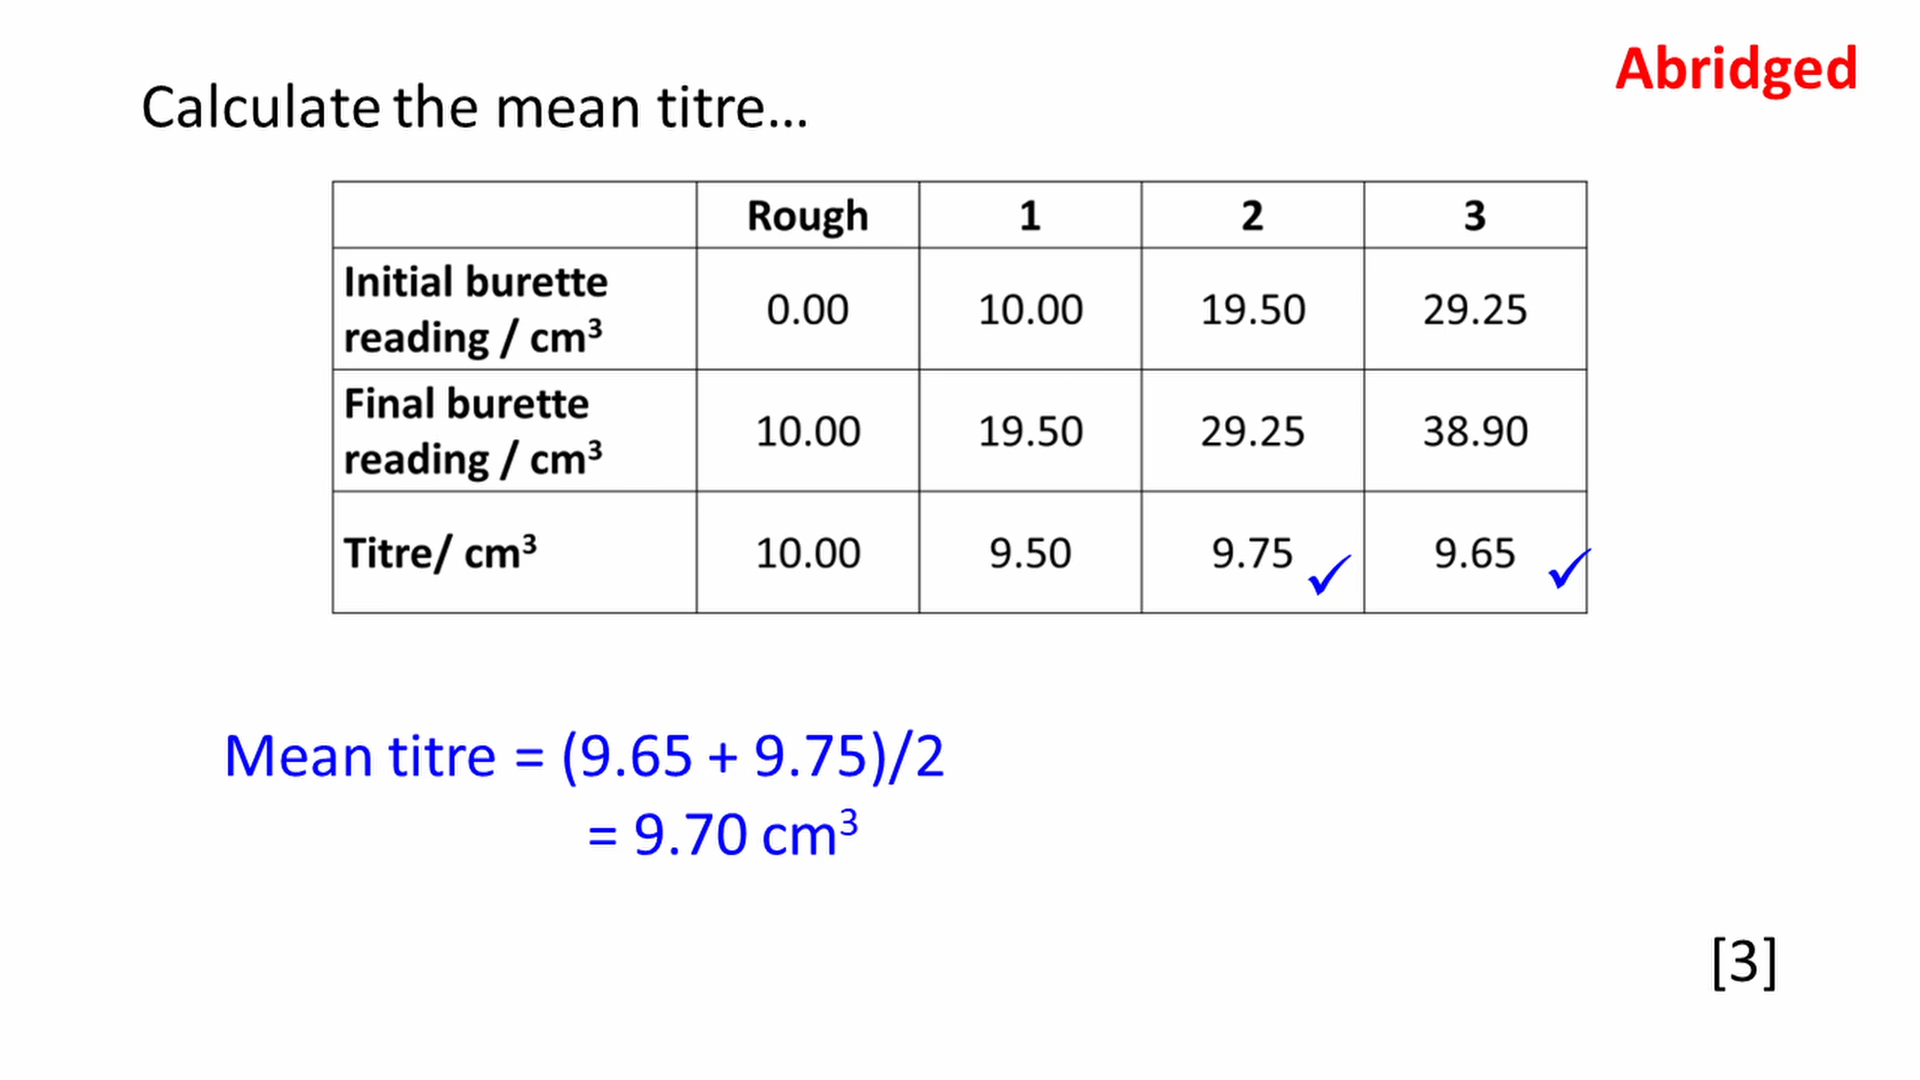 Abridged
Calculate the mean titre...
Rough 1 2 3
Initial burette
reading / cm³ 0.00 10.00 19.50 29.25
Final burette
reading / cm³ 10.00 19.50 29.25 38.90
Titre/ cm³ 10.00 9.50 9.75 ✓ 9.65 ✓
Mean titre = (9.65 + 9.75)/2
= 9.70 cm³
[3]